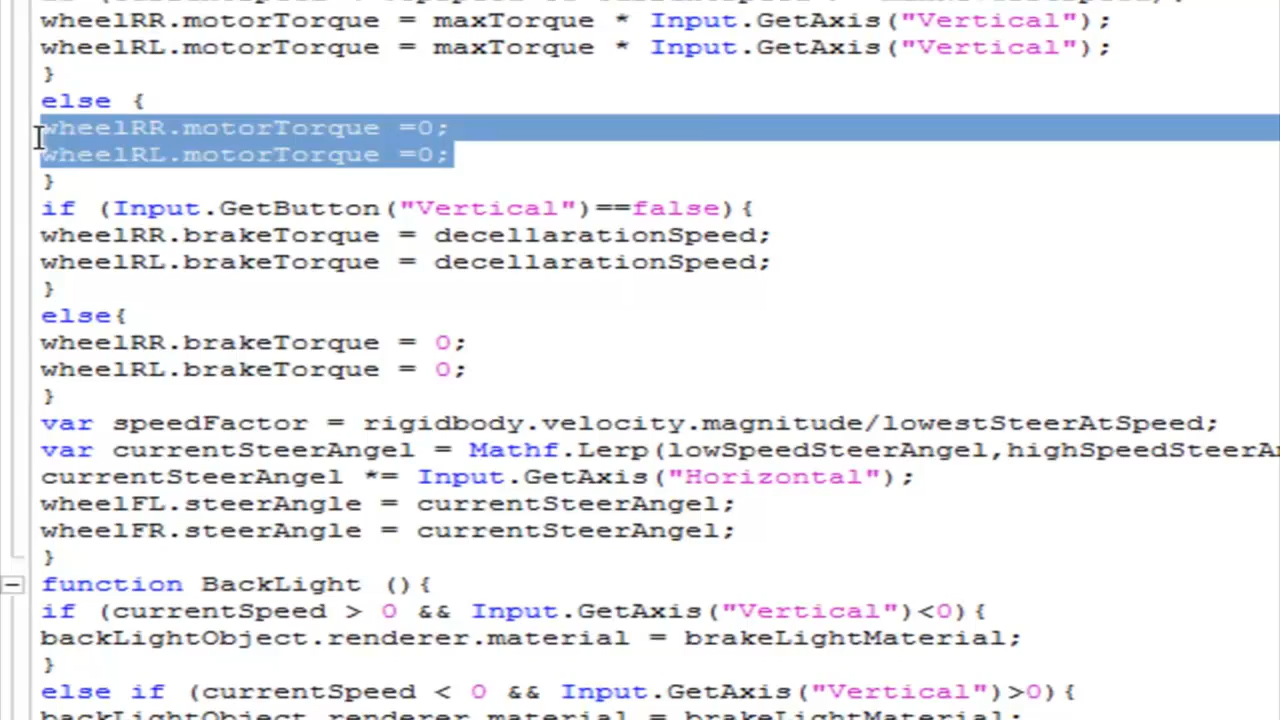 wheelRR.motorTorque = maxTorque * Input.GetAxis("Vertical");
wheelRL.motorTorque = maxTorque * Input.GetAxis("Vertical");
}
else {
wheelRR.motorTorque =0;
wheelRL.motorTorque =0;
}
if (Input.GetButton("Vertical")==false){
wheelRR.brakeTorque = decellarationSpeed;
wheelRL.brakeTorque = decellarationSpeed;
}
else{
wheelRR.brakeTorque = 0;
wheelRL.brakeTorque = 0;
}
var speedFactor = rigidbody.velocity.magnitude/lowestSteerAtSpeed;
var currentSteerAngel = Mathf.Lerp(lowSpeedSteerAngel,highSpeedSteerAn
currentSteerAngel *= Input.GetAxis("Horizontal");
wheelFL.steerAngle = currentSteerAngel;
wheelFR.steerAngle = currentSteerAngel;
}
function BackLight (){
if (currentSpeed > 0 && Input.GetAxis("Vertical")<0){
backLightObject.renderer.material = brakeLightMaterial;
}
else if (currentSpeed < 0 && Input.GetAxis("Vertical")>0){
backLightObject.renderer.material = brakeLightMaterial;